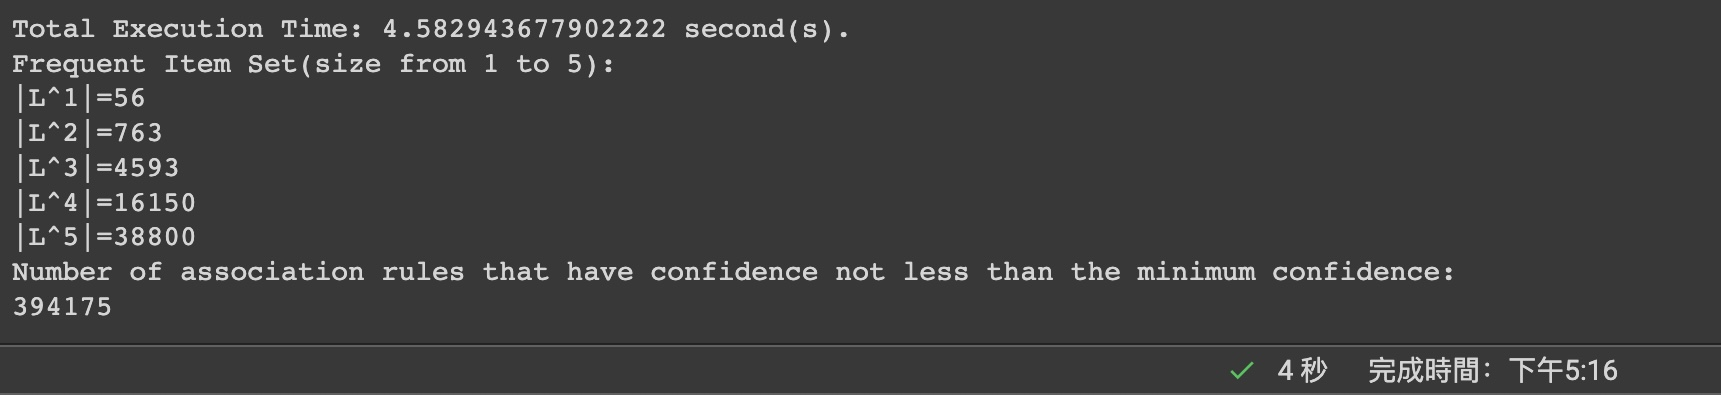 Total Execution Time: 4.582943677902222 second(s).
Frequent Item Set(size from 1 to 5):
|L^1|=56
|L^2|=763
|L^3|=4593
|L^4|=16150
|L^5|=38800
Number of association rules that have confidence not less than the minimum confidence:
394175
✓ 4 秒 完成時間：下午5:16